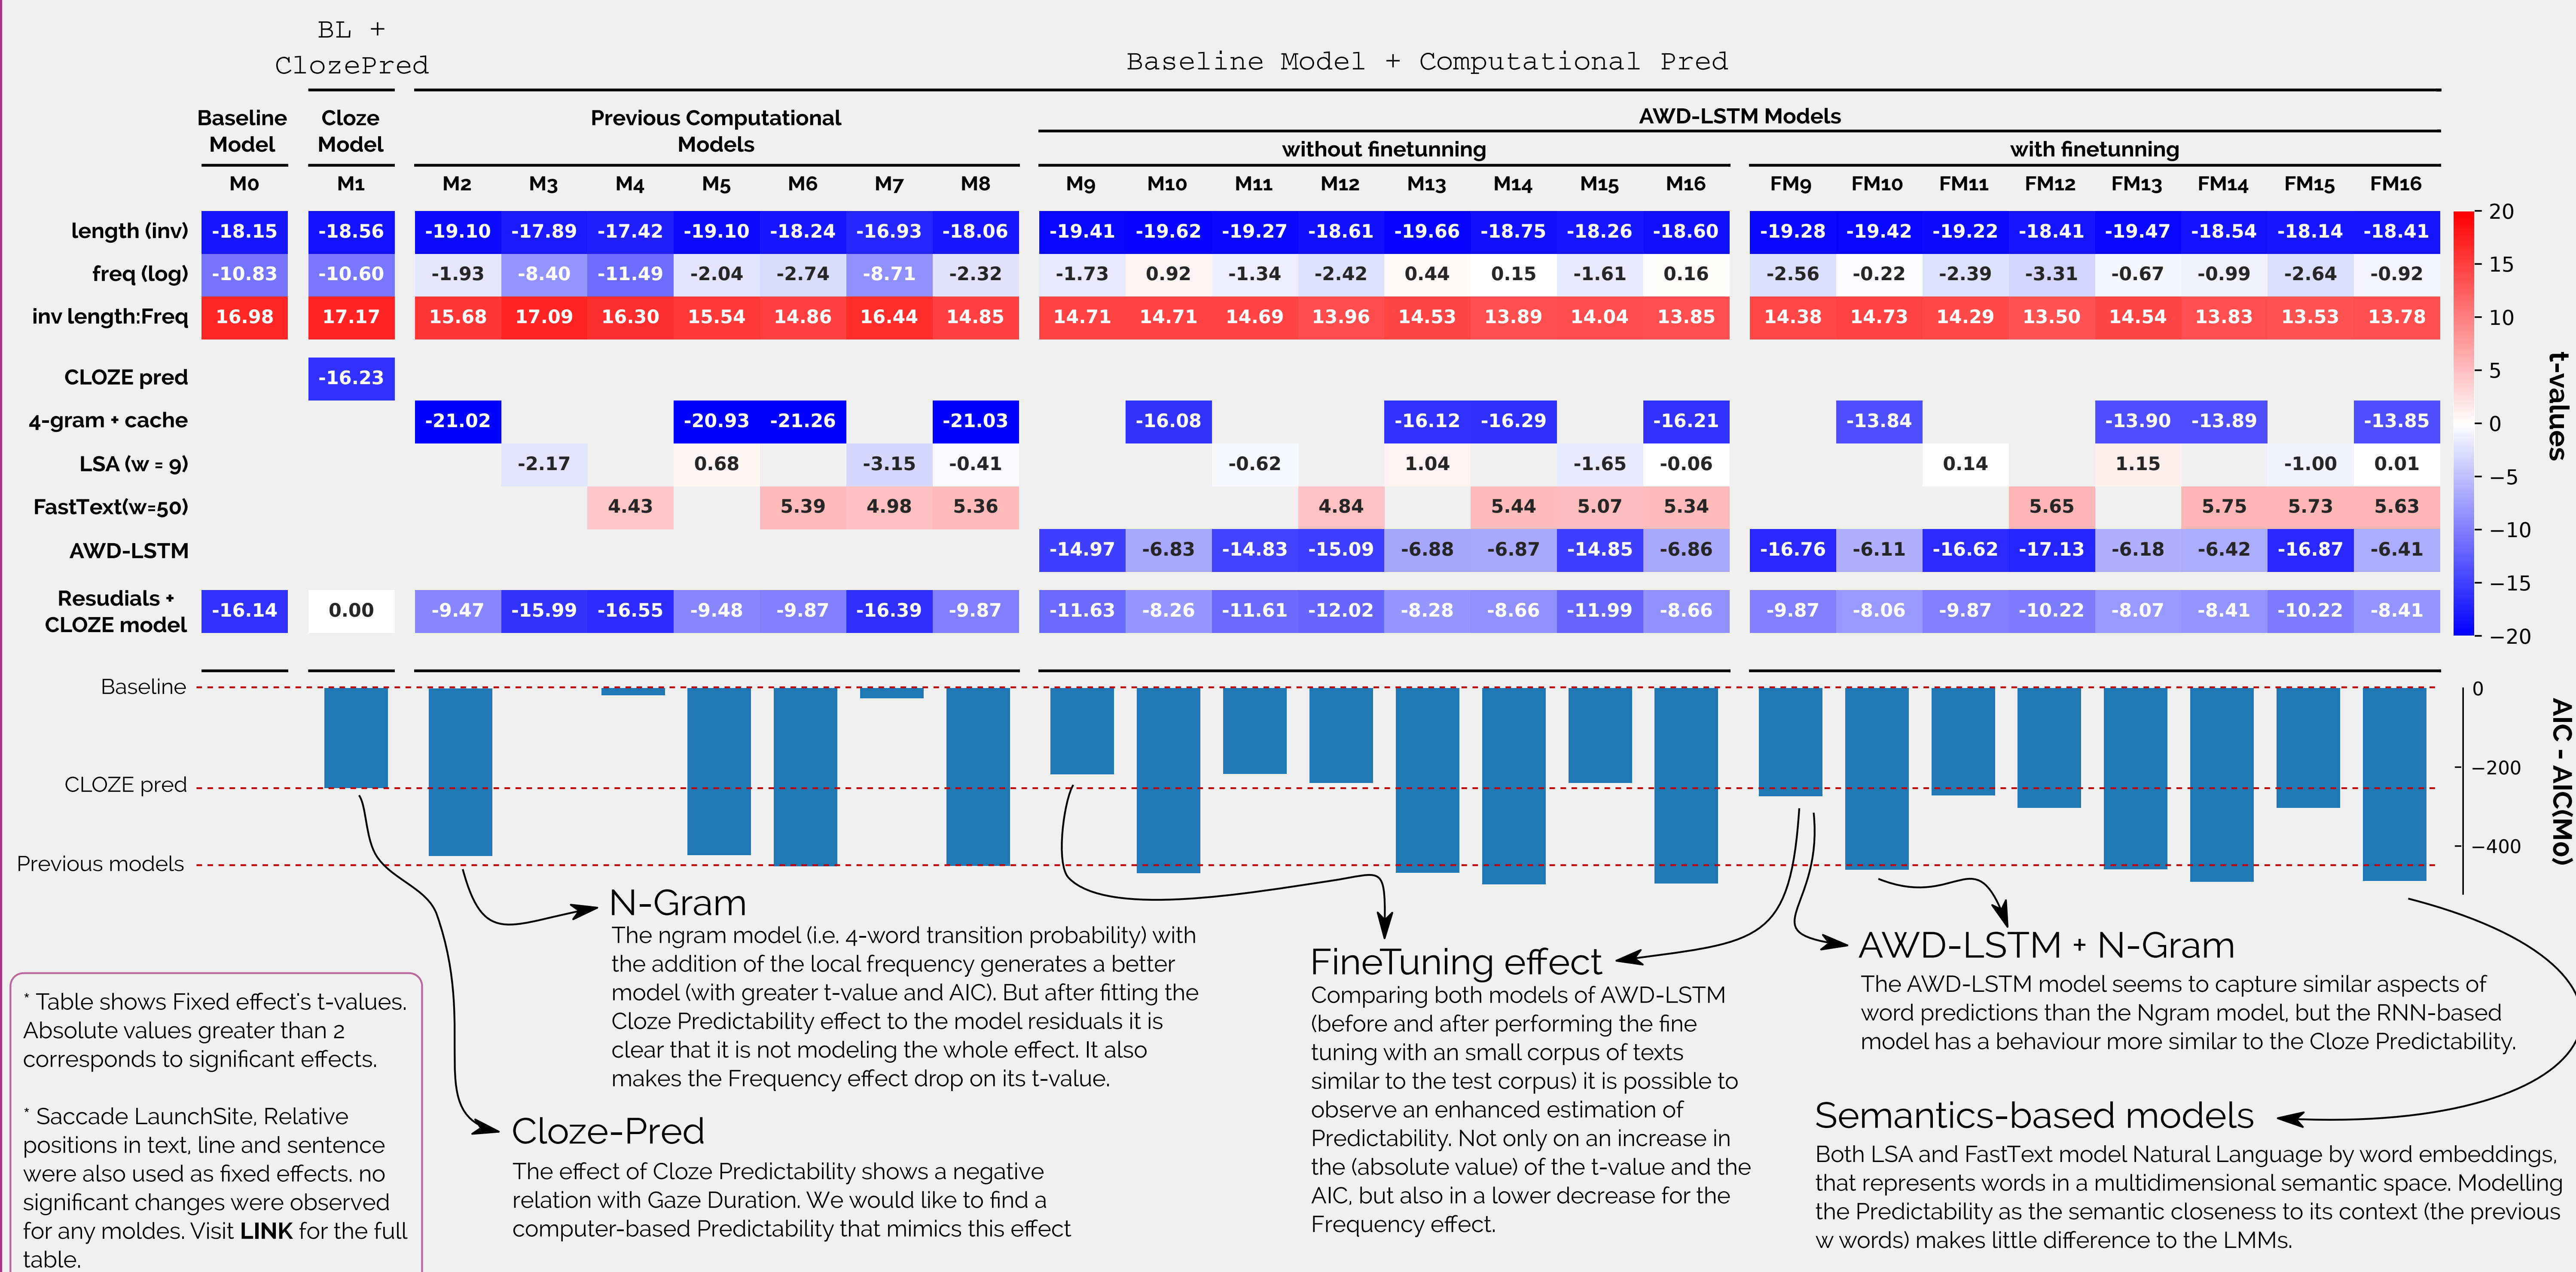 BL +
ClozePred
Baseline Model + Computational Pred
Baseline
Model
Cloze
Model
Previous Computational
Models
AWD-LSTM Models
without finetunning
with finetunning
M0 M1 M2 M3 M4 M5 M6 M7 M8 M9 M10 M11 M12 M13 M14 M15 M16 FM9 FM10 FM11 FM12 FM13 FM14 FM15 FM16
length (inv) -18.15 -18.56 -19.10 -17.89 -17.42 -19.10 -18.24 -16.93 -18.06 -19.41 -19.62 -19.27 -18.61 -19.66 -18.75 -18.26 -18.60 -19.28 -19.42 -19.22 -18.41 -19.47 -18.54 -18.14 -18.41
freq (log) -10.83 -10.60 -1.93 -8.40 -11.49 -2.04 -2.74 -8.71 -2.32 -1.73 0.92 -1.34 -2.42 0.44 0.15 -1.61 0.16 -2.56 -0.22 -2.39 -3.31 -0.67 -0.99 -2.64 -0.92
inv length:Freq 16.98 17.17 15.68 17.09 16.30 15.54 14.86 16.44 14.85 14.71 14.71 14.69 13.96 14.53 13.89 14.04 13.85 14.38 14.73 14.29 13.50 14.54 13.83 13.53 13.78
CLOZE pred -16.23
4-gram + cache -21.02 -20.93 -21.26 -21.03 -16.08 -16.12 -16.29 -16.21 -13.84 -13.90 -13.89 -13.85
LSA (w = 9) -2.17 0.68 -3.15 -0.41 -0.62 1.04 -1.65 -0.06 0.14 1.15 -1.00 0.01
FastText(w=50) 4.43 5.39 4.98 5.36 4.84 5.44 5.07 5.34 5.65 5.75 5.73 5.63
AWD-LSTM -14.97 -6.83 -14.83 -15.09 -6.88 -6.87 -14.85 -6.86 -16.76 -6.11 -16.62 -17.13 -6.18 -6.42 -16.87 -6.41
Resudials +
CLOZE model -16.14 0.00 -9.47 -15.99 -16.55 -9.48 -9.87 -16.39 -9.87 -11.63 -8.26 -11.61 -12.02 -8.28 -8.66 -11.99 -8.66 -9.87 -8.06 -9.87 -10.22 -8.07 -8.41 -10.22 -8.41
20
15
10
5
0
−5
−10
−15
−20
t-values
Baseline
CLOZE pred
Previous models
0
−200
−400
AIC - AIC(M0)
N-Gram
The ngram model (i.e. 4-word transition probability) with
the addition of the local frequency generates a better
model (with greater t-value and AIC). But after fitting the
Cloze Predictability effect to the model residuals it is
clear that it is not modeling the whole effect. It also
makes the Frequency effect drop on its t-value.
Cloze-Pred
The effect of Cloze Predictability shows a negative
relation with Gaze Duration. We would like to find a
computer-based Predictability that mimics this effect
* Table shows Fixed effect's t-values.
Absolute values greater than 2
corresponds to significant effects.
* Saccade LaunchSite, Relative
positions in text, line and sentence
were also used as fixed effects. no
significant changes were observed
for any moldes. Visit LINK for the full
table.
FineTuning effect
Comparing both models of AWD-LSTM
(before and after performing the fine
tuning with an small corpus of texts
similar to the test corpus) it is possible to
observe an enhanced estimation of
Predictability. Not only on an increase in
the (absolute value) of the t-value and the
AIC, but also in a lower decrease for the
Frequency effect.
AWD-LSTM + N-Gram
The AWD-LSTM model seems to capture similar aspects of
word predictions than the Ngram model, but the RNN-based
model has a behaviour more similar to the Cloze Predictability.
Semantics-based models
Both LSA and FastText model Natural Language by word embeddings,
that represents words in a multidimensional semantic space. Modelling
the Predictability as the semantic closeness to its context (the previous
w words) makes little difference to the LMMs.